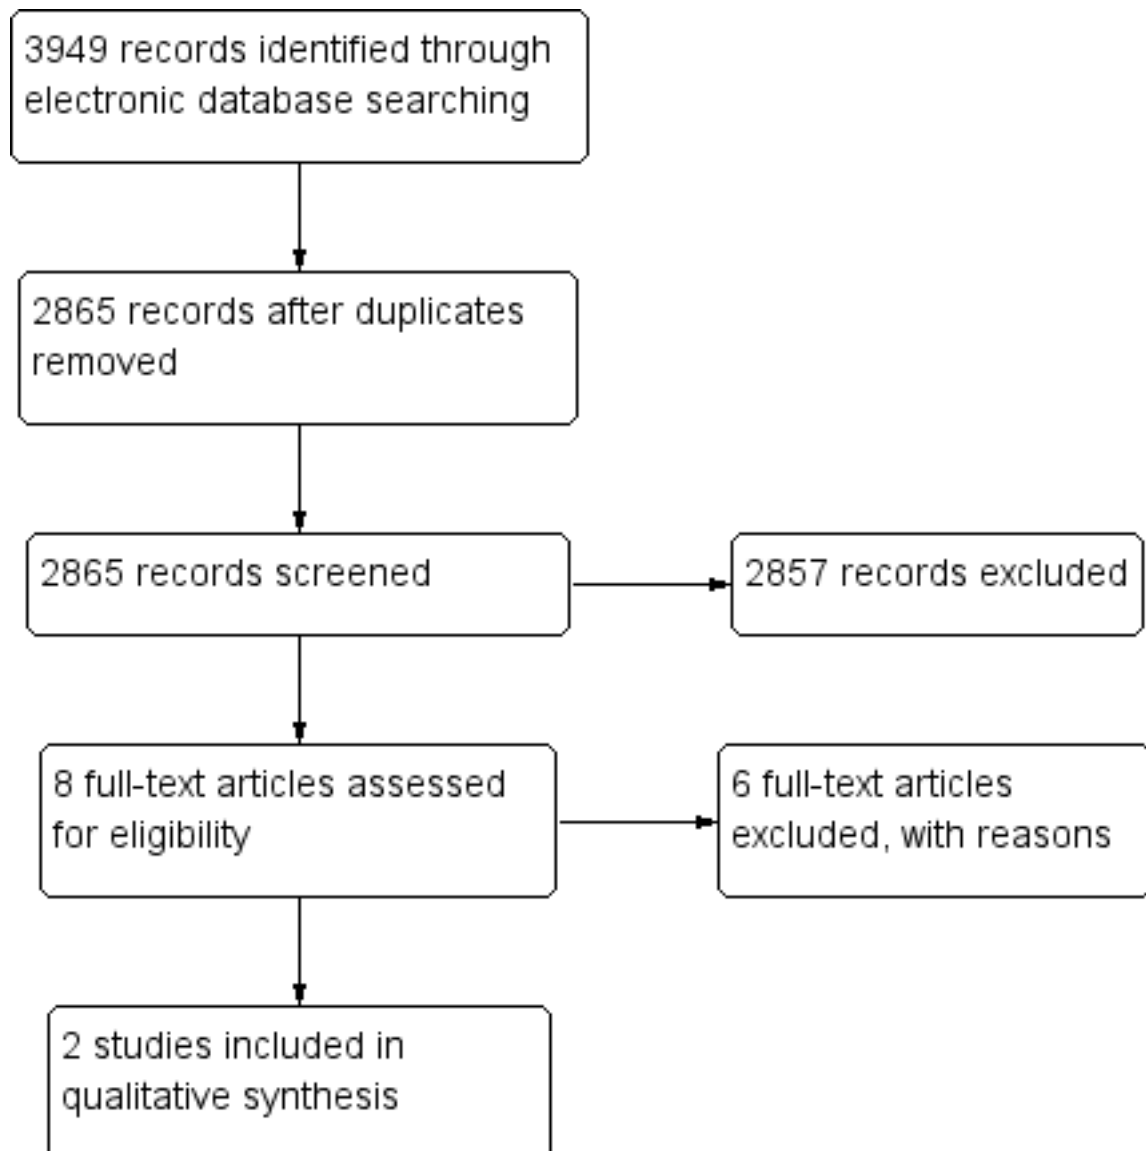 3949 records identified through
electronic database searching
2865 records after duplicates
removed
2865 records screened
2857 records excluded
8 full-text articles assessed
for eligibility
6 full-text articles
excluded, with reasons
2 studies included in
qualitative synthesis